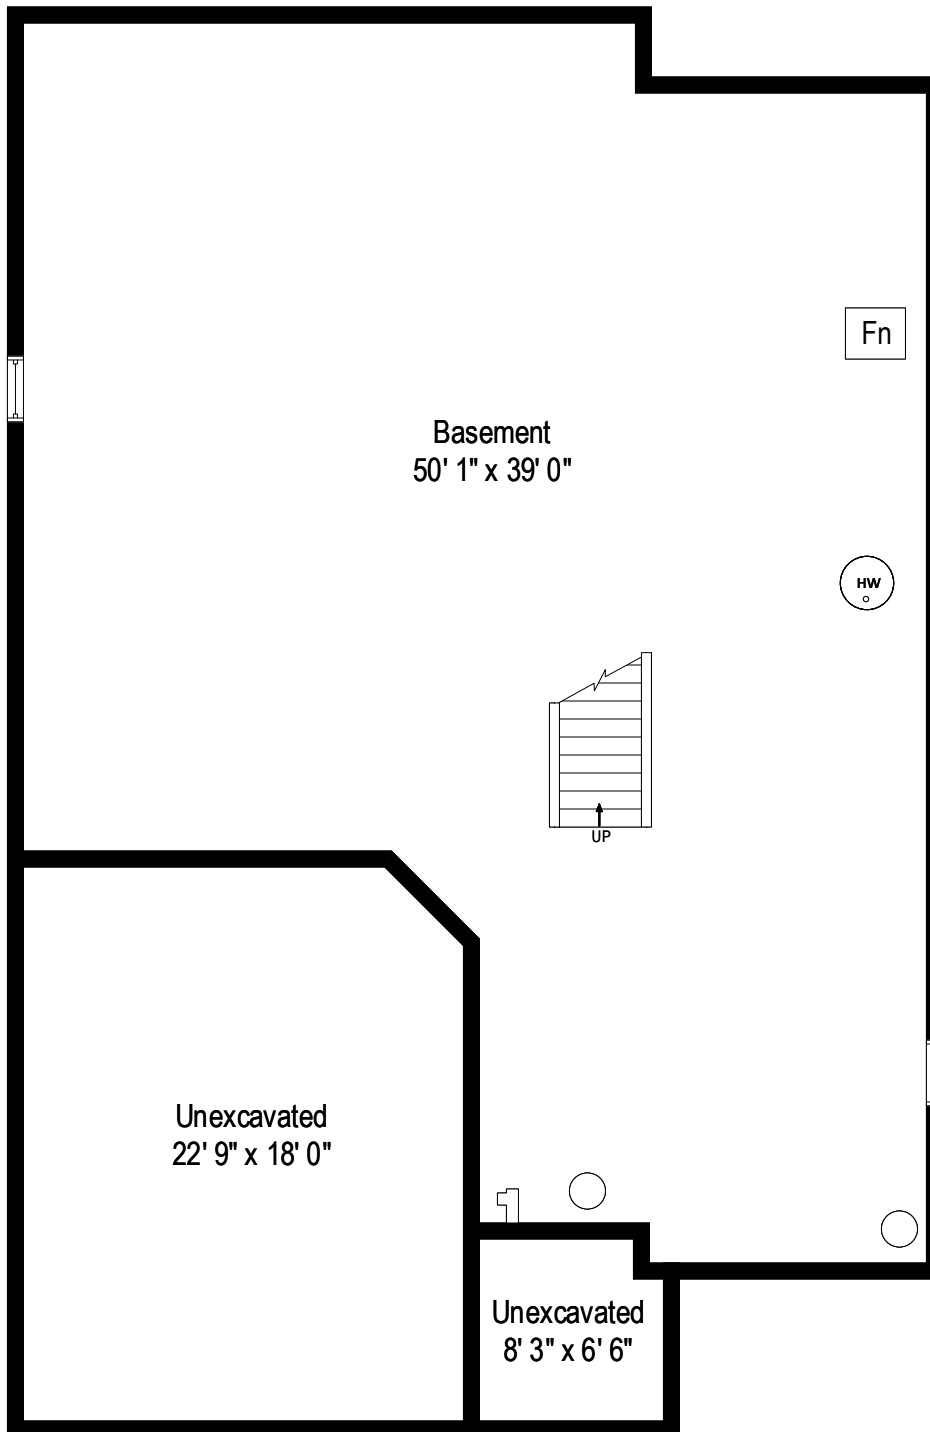 Fn
Basement
50' 1" x 39' 0"
HW
UP
Unexcavated
22' 9" x 18' 0"
Unexcavated
8' 3" x 6' 6"